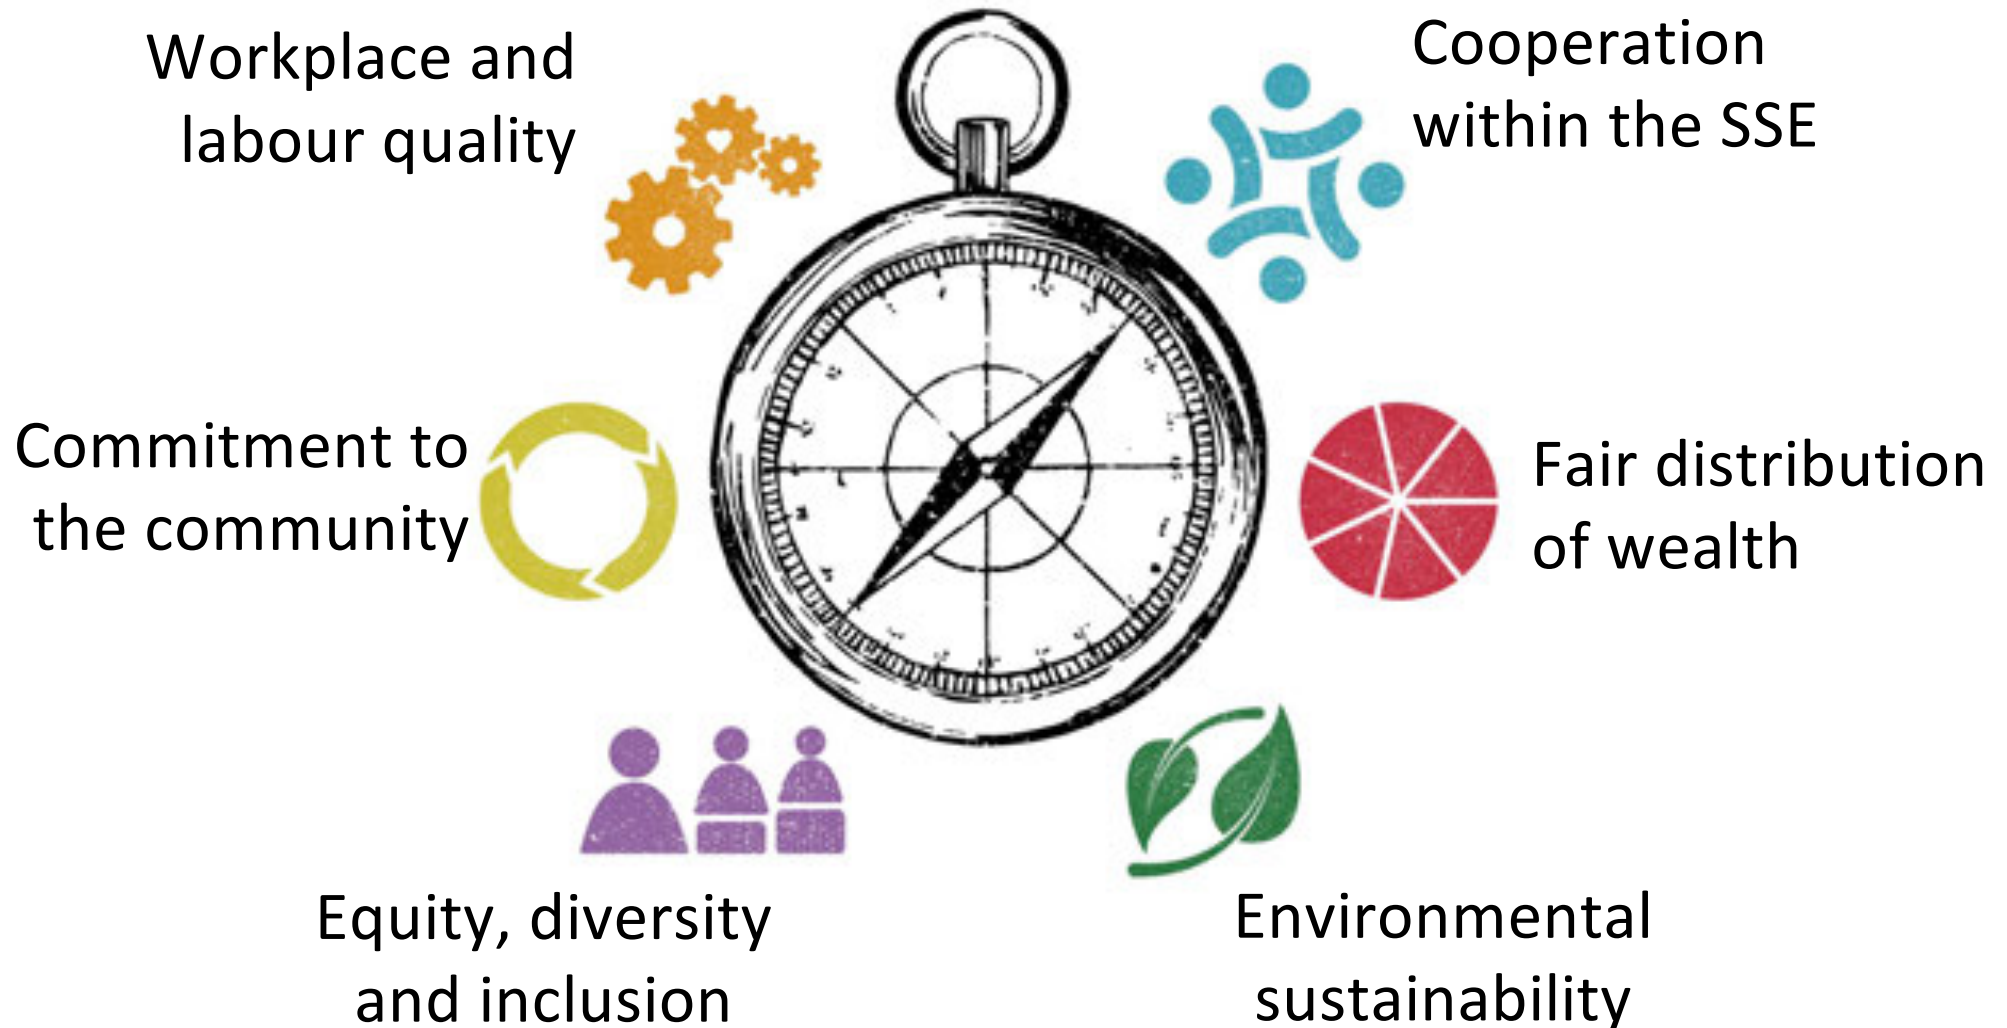 Workplace and
labour quality
Cooperation
within the SSE
Commitment to
the community
Fair distribution
of wealth
Equity, diversity
and inclusion
Environmental
sustainability